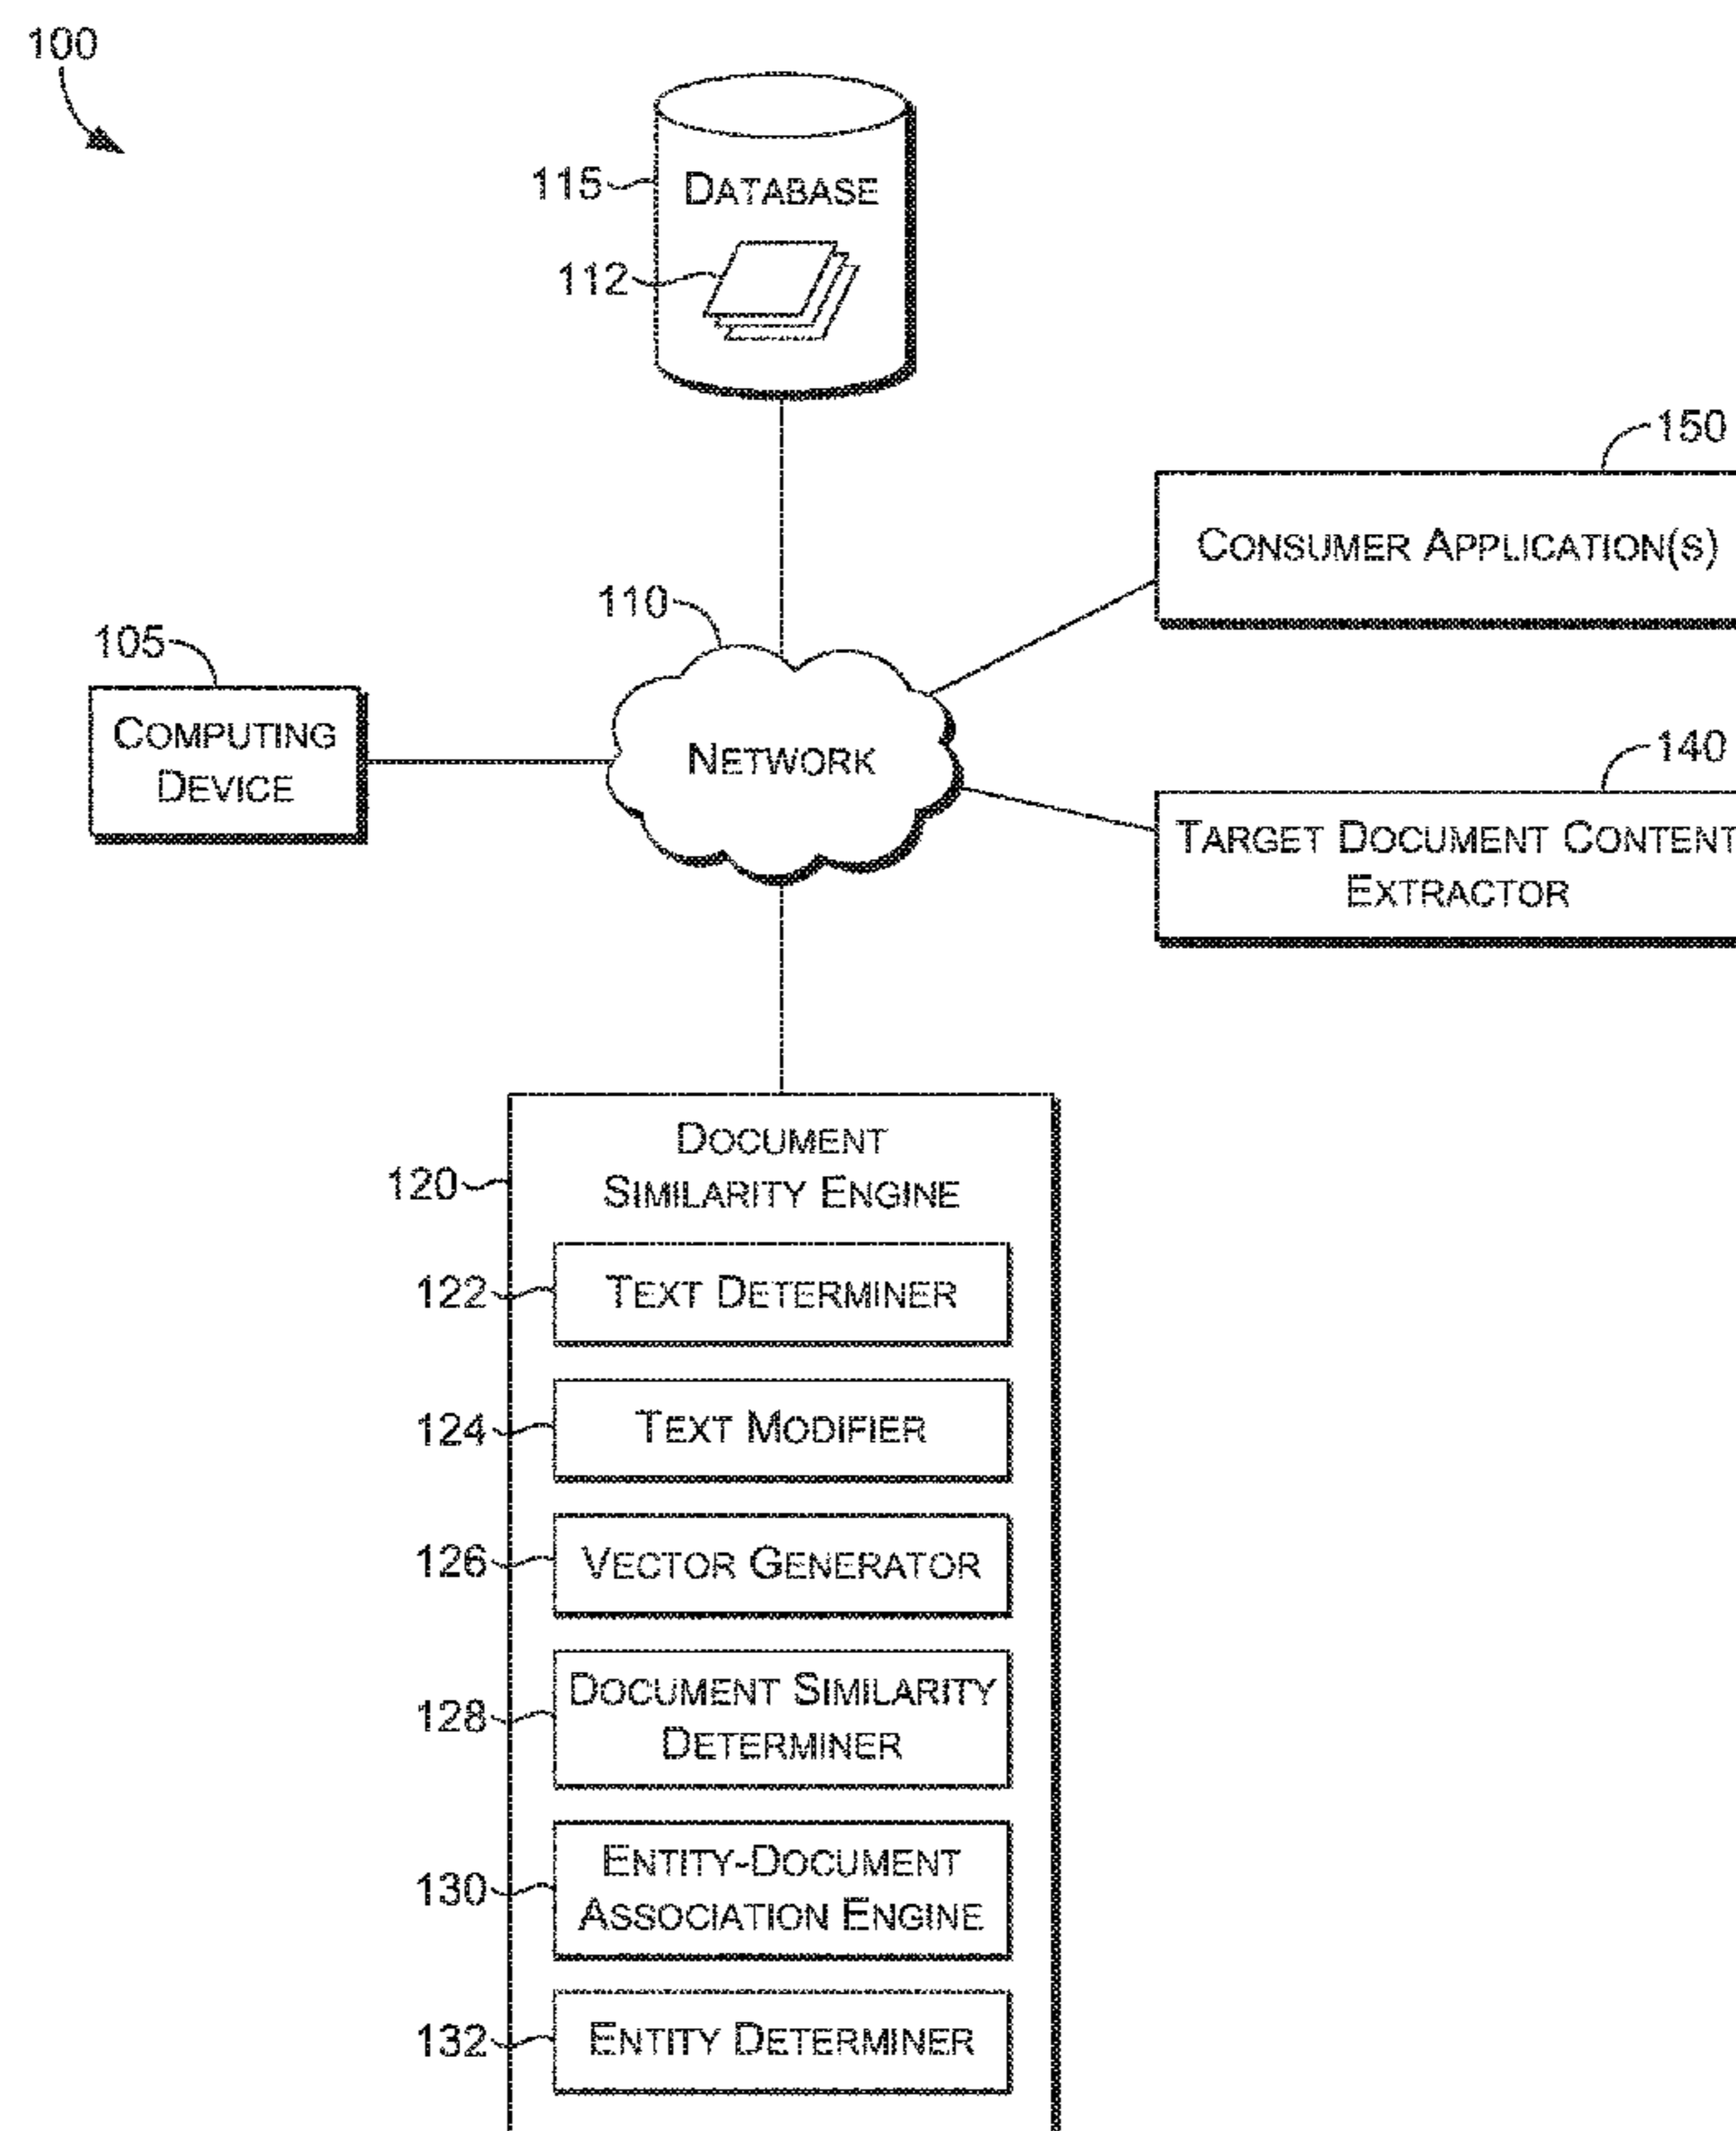 100
115
DATABASE
112
150
CONSUMER APPLICATION(S)
110
105
COMPUTING
DEVICE
NETWORK
140
TARGET DOCUMENT CONTENT
EXTRACTOR
DOCUMENT
120
SIMILARITY ENGINE
122
TEXT DETERMINER
124
TEXT MODIFIER
126
VECTOR GENERATOR
DOCUMENT SIMILARITY
128
DETERMINER
ENTITY-DOCUMENT
130
ASSOCIATION ENGINE
132
ENTITY DETERMINER